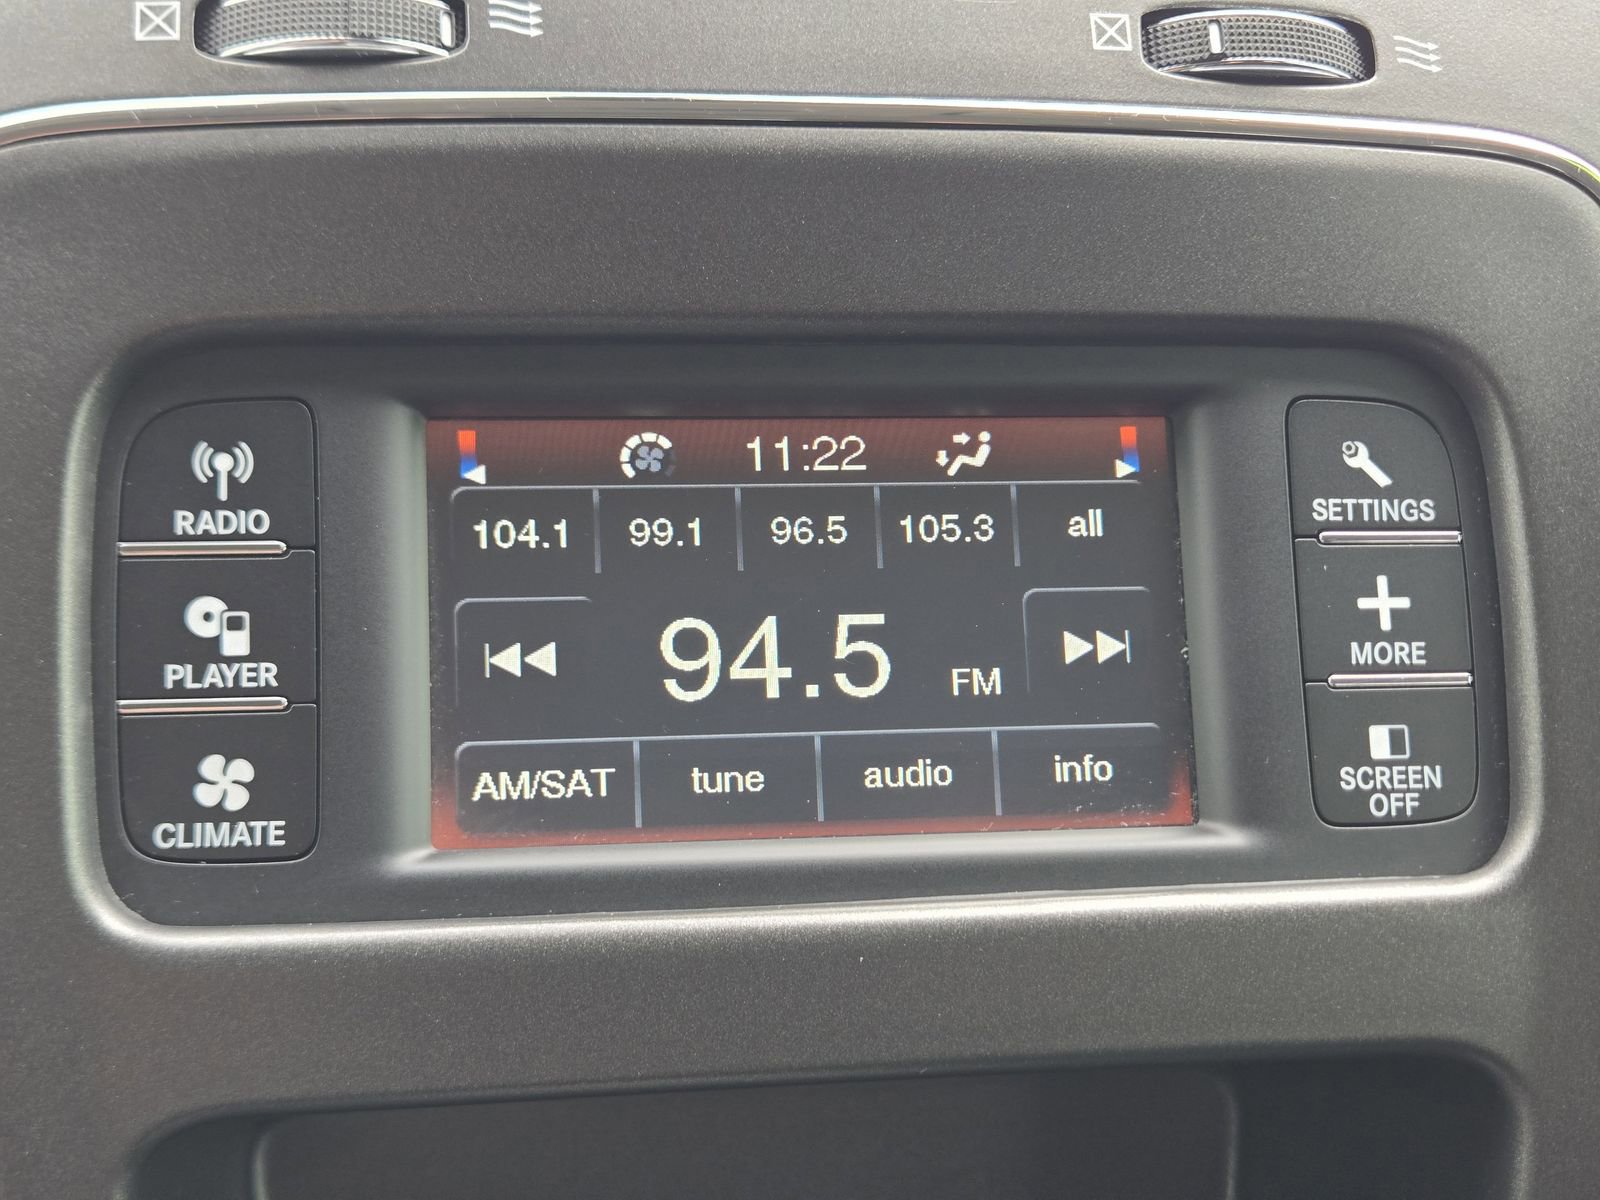 11:22
104.1 99.1 96.5 105.3 all
94.5 FM
AM/SAT tune audio info
RADIO
PLAYER
CLIMATE
SETTINGS
MORE
SCREEN
OFF